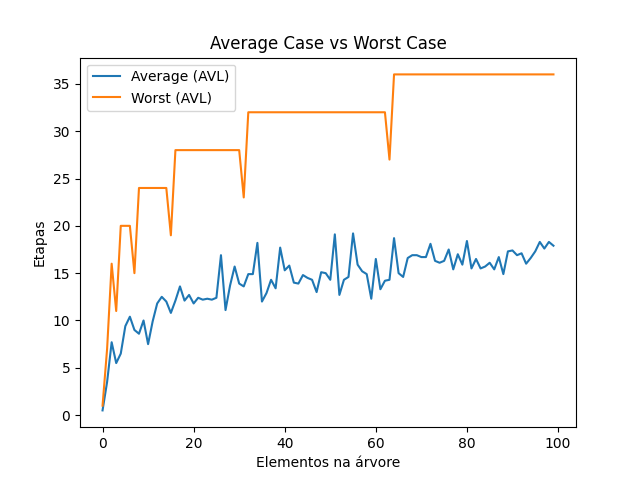 Average Case vs Worst Case
Average (AVL)
Worst (AVL)
35
30
25
20
15
10
5
0
Etapas
0 20 40 60 80 100
Elementos na árvore